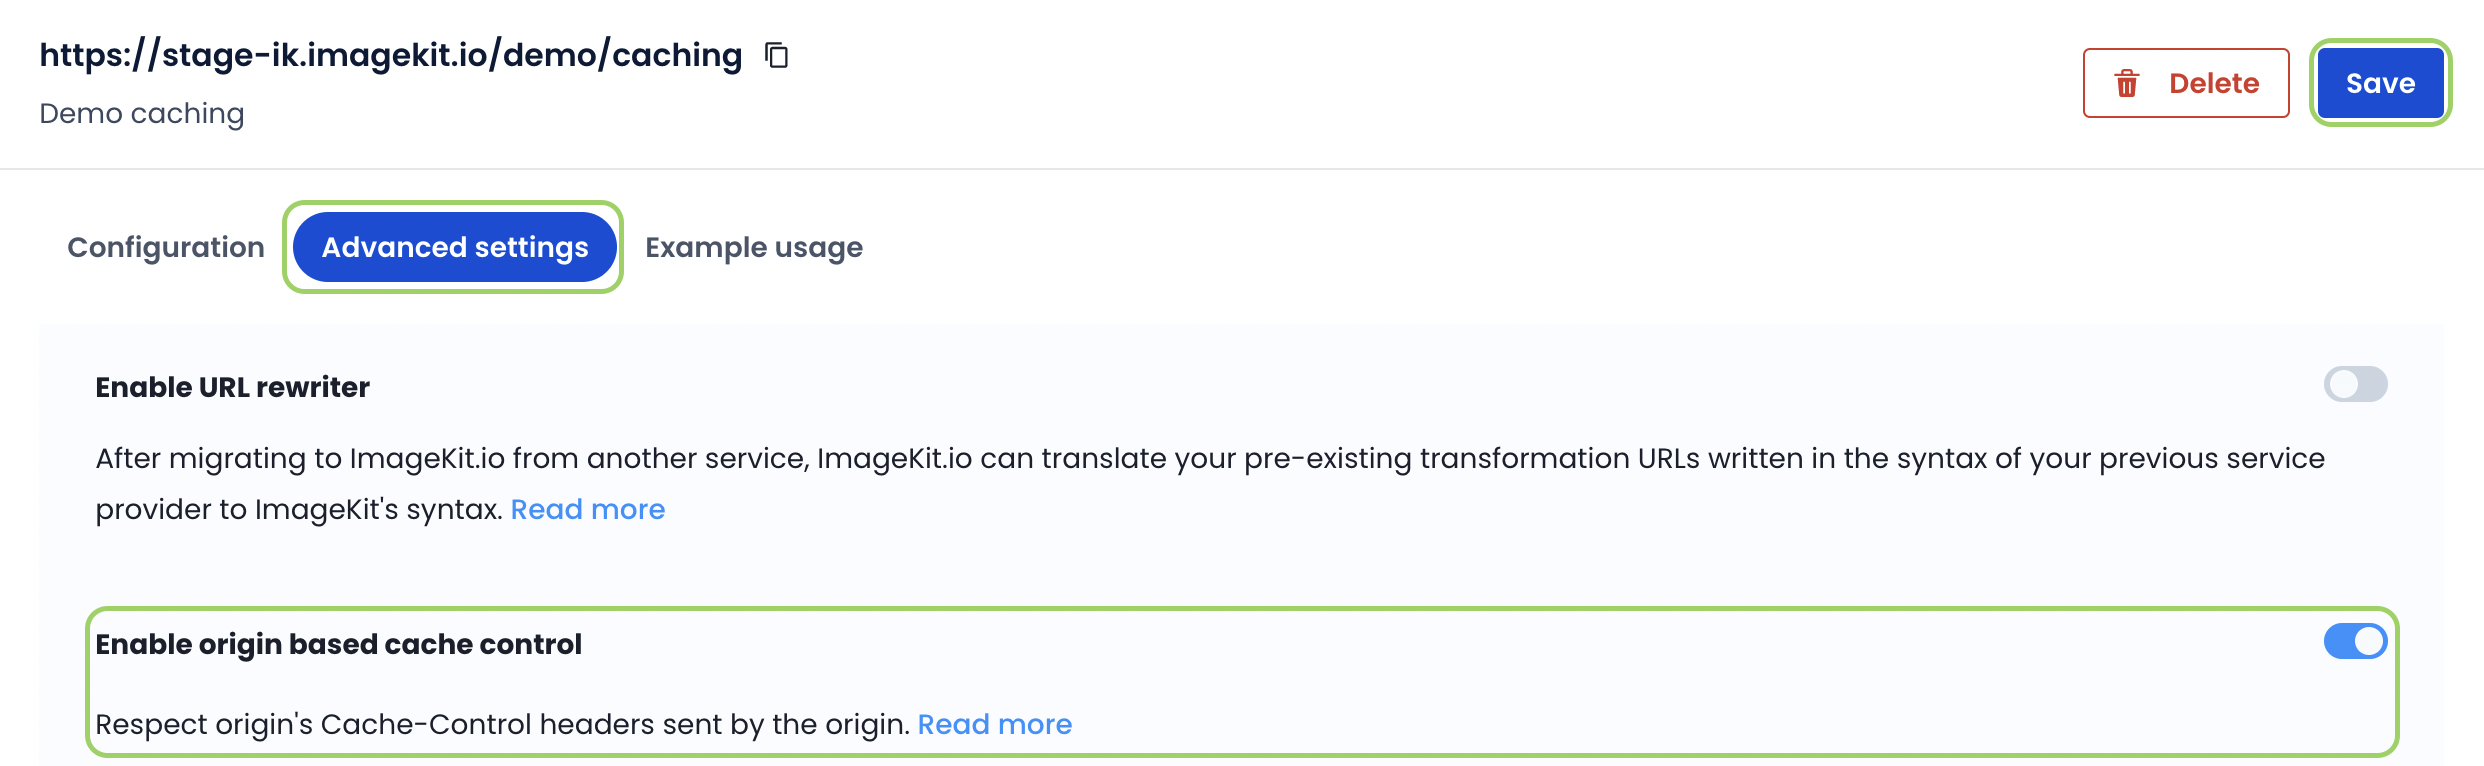 https://stage-ik.imagekit.io/demo/caching
Demo caching
Delete
Save
Configuration
Advanced settings
Example usage
Enable URL rewriter
After migrating to ImageKit.io from another service, ImageKit.io can translate your pre-existing transformation URLs written in the syntax of your previous service
provider to ImageKit's syntax. Read more
Enable origin based cache control
Respect origin's Cache-Control headers sent by the origin. Read more